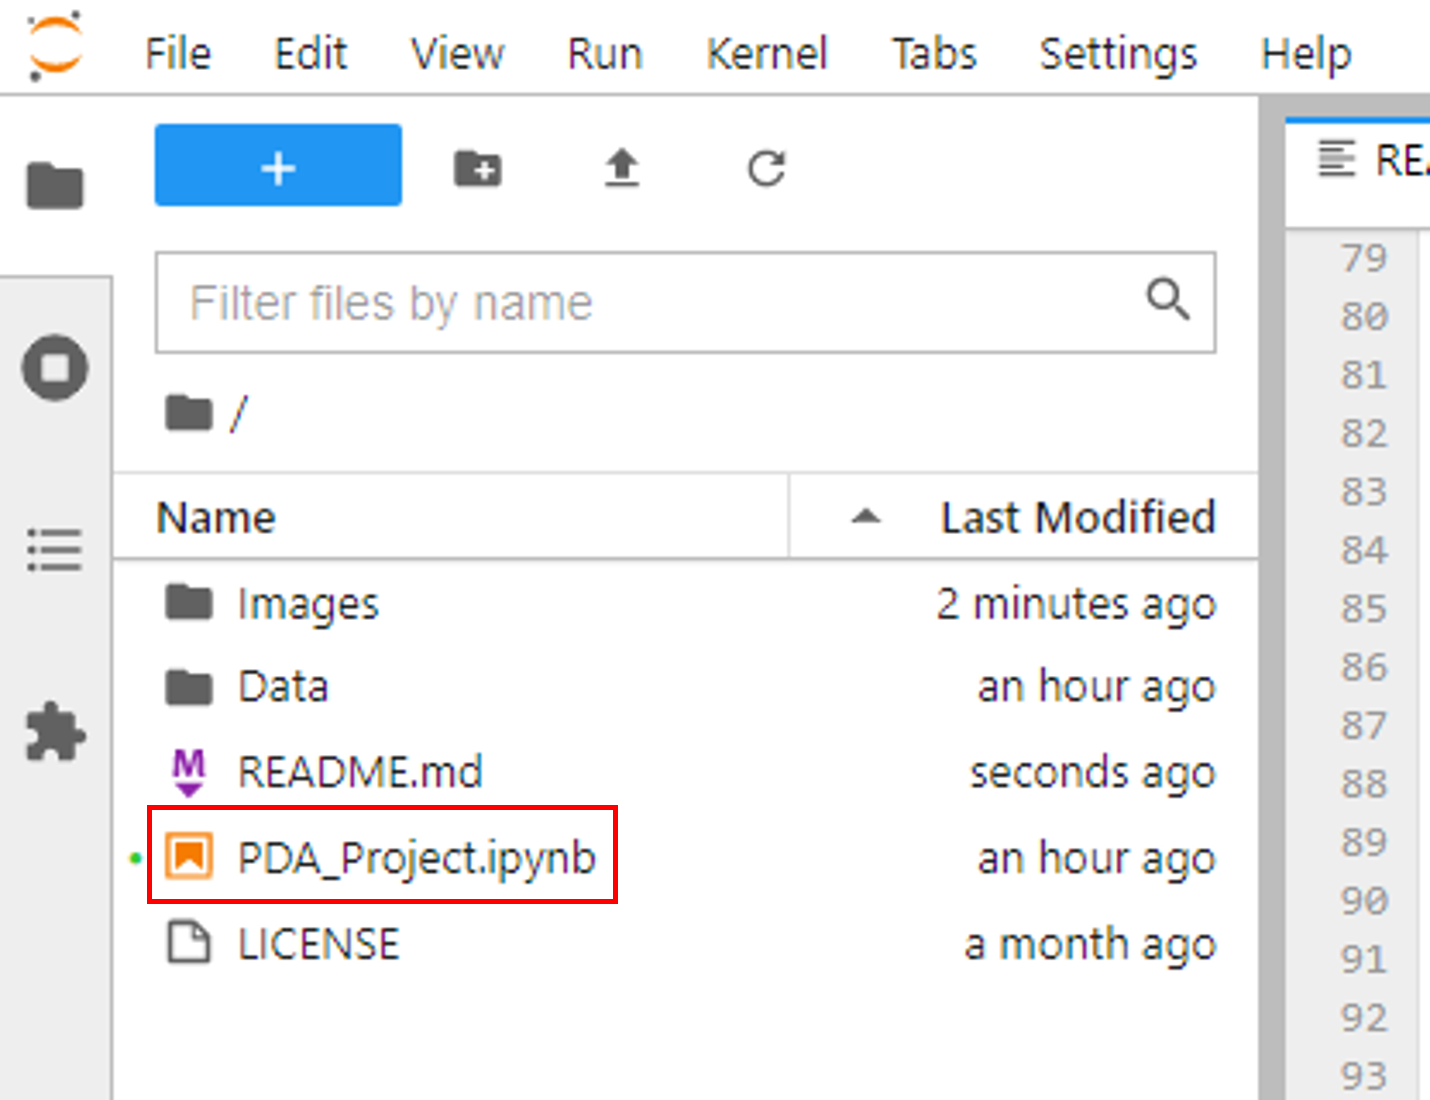 File Edit View Run Kernel Tabs Settings Help
+
Filter files by name
/
Name Last Modified
Images 2 minutes ago
Data an hour ago
M README.md seconds ago
PDA_Project.ipynb an hour ago
LICENSE a month ago
REA
79
80
81
82
83
84
85
86
87
88
89
90
91
92
93